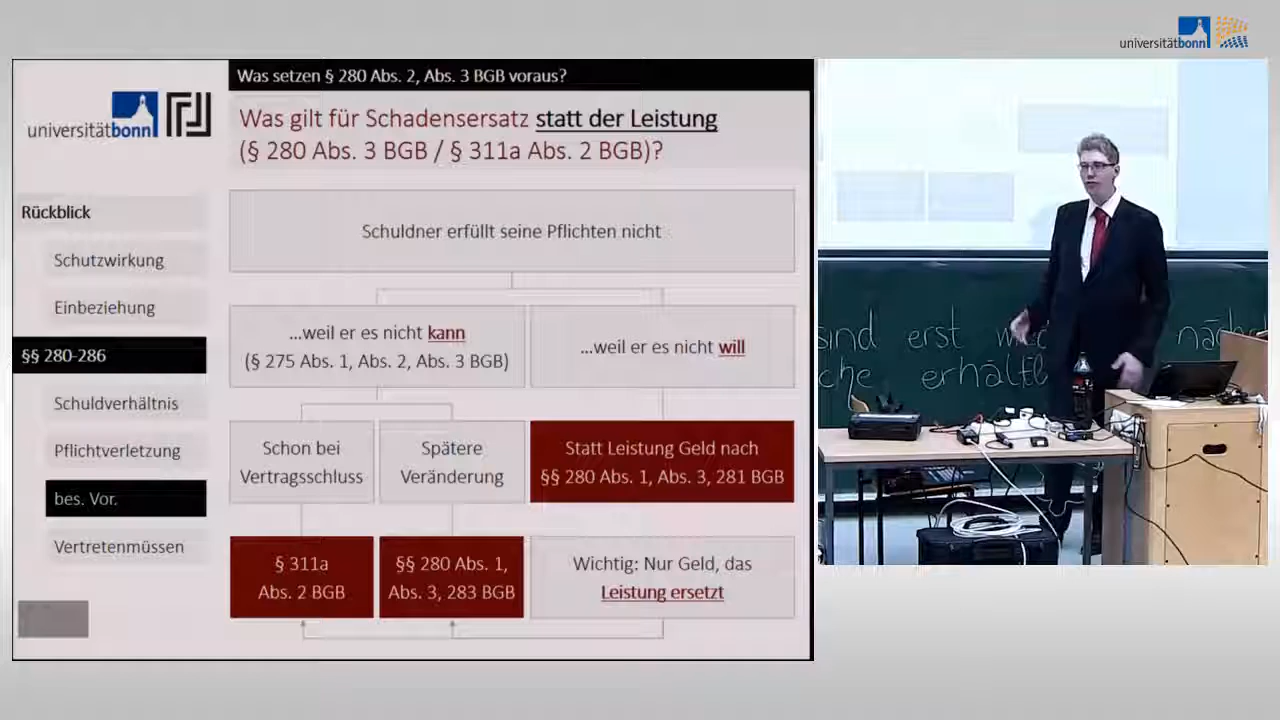 universitätbonn
Was setzen § 280 Abs. 2, Abs. 3 BGB voraus?
universitätbonn
Was gilt für Schadensersatz statt der Leistung
(§ 280 Abs. 3 BGB / § 311a Abs. 2 BGB)?
Rückblick
Schutzwirkung
Einbeziehung
§§ 280-286
Schuldverhältnis
Pflichtverletzung
bes. Vor.
Vertretenmüssen
Schuldner erfüllt seine Pflichten nicht
...weil er es nicht kann
(§ 275 Abs. 1, Abs. 2, Abs. 3 BGB)
...weil er es nicht will
Schon bei
Vertragsschluss
Spätere
Veränderung
Statt Leistung Geld nach
§§ 280 Abs. 1, Abs. 3, 281 BGB
§ 311a
Abs. 2 BGB
§§ 280 Abs. 1,
Abs. 3, 283 BGB
Wichtig: Nur Geld, das
Leistung ersetzt
sind erst
erhältl